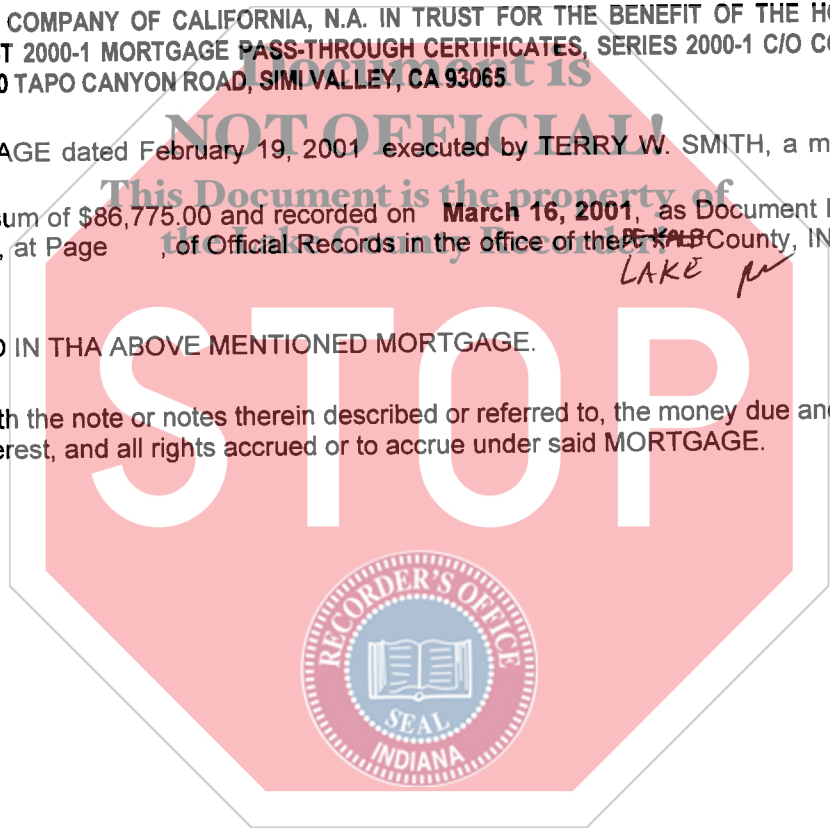 COMPANY OF CALIFORNIA, N.A. IN TRUST FOR THE BENEFIT OF THE
T 2000-1 MORTGAGE PASS-THROUGH CERTIFICATES, SERIES 2000-1 C/O
0 TAPO CANYON ROAD, SIMI VALLEY, CA 93065
Document is
NOT OFFICIAL!
AGE dated February 19, 2001 executed by TERRY W. SMITH, a m
This Document is the property of
sum of $86,775.00 and recorded on March 16, 2001, as Document
the Lake County Recorder!
, at Page , of Official Records in the office of the DE KALB County, IN
LAKE
D IN THA ABOVE MENTIONED MORTGAGE.
STOP
th the note or notes therein described or referred to, the money due and
erest, and all rights accrued or to accrue under said MORTGAGE.
RECORDER'S OFFICE
SEAL
INDIANA